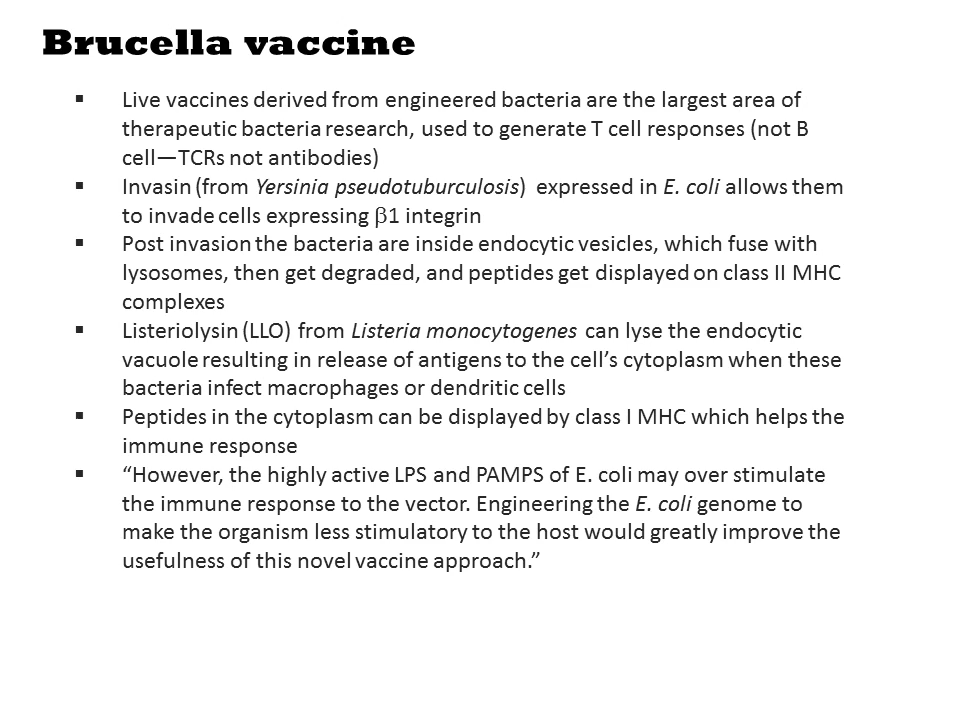 Brucella vaccine
▪ Live vaccines derived from engineered bacteria are the largest area of
therapeutic bacteria research, used to generate T cell responses (not B
cell—TCRs not antibodies)
▪ Invasin (from Yersinia pseudotuburculosis) expressed in E. coli allows them
to invade cells expressing β1 integrin
▪ Post invasion the bacteria are inside endocytic vesicles, which fuse with
lysosomes, then get degraded, and peptides get displayed on class II MHC
complexes
▪ Listeriolysin (LLO) from Listeria monocytogenes can lyse the endocytic
vacuole resulting in release of antigens to the cell’s cytoplasm when these
bacteria infect macrophages or dendritic cells
▪ Peptides in the cytoplasm can be displayed by class I MHC which helps the
immune response
▪ “However, the highly active LPS and PAMPS of E. coli may over stimulate
the immune response to the vector. Engineering the E. coli genome to
make the organism less stimulatory to the host would greatly improve the
usefulness of this novel vaccine approach.”